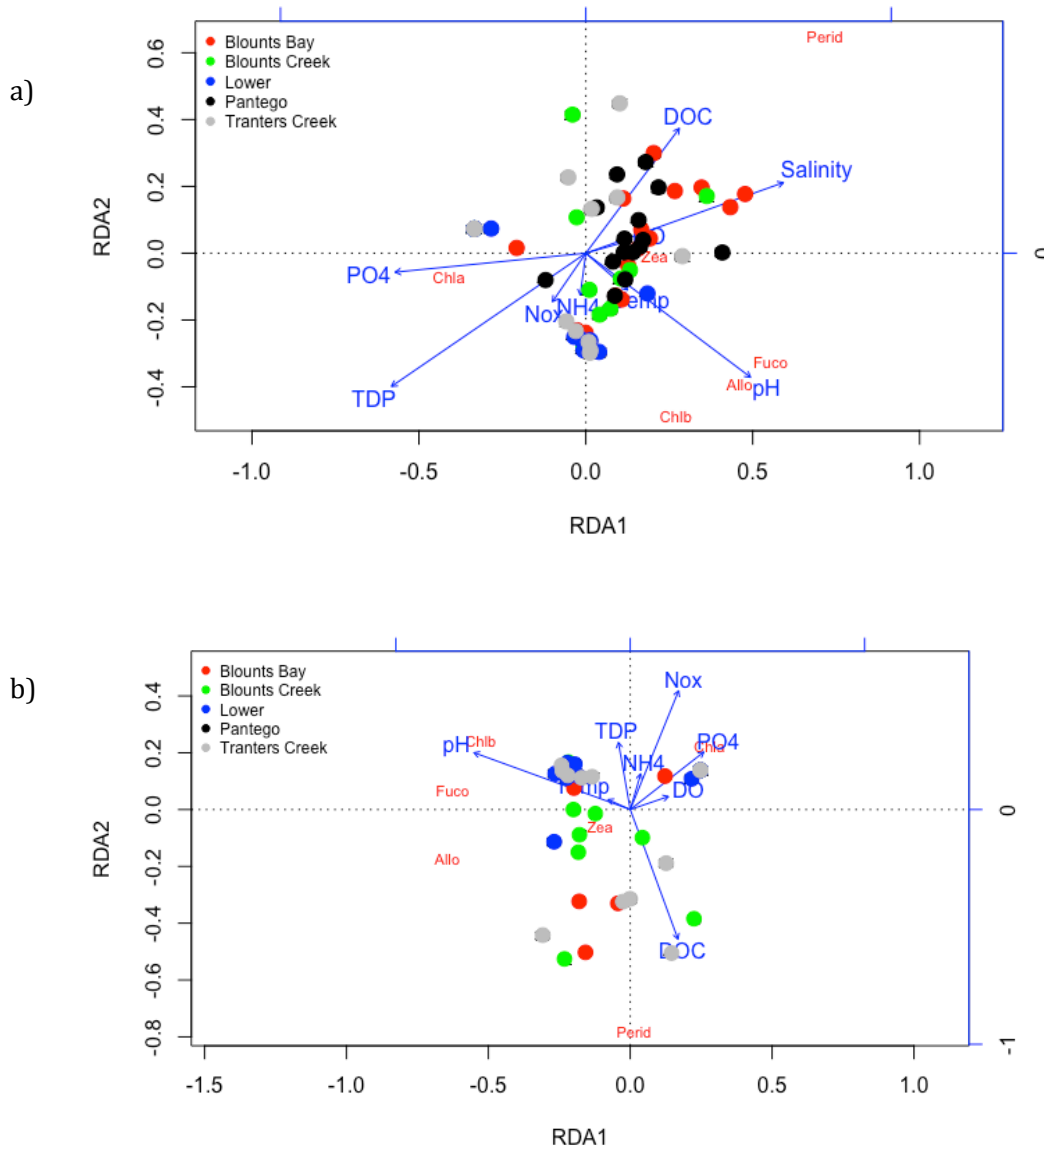 a)
Blounts Bay
Blounts Creek
Lower
Pantego
Tranters Creek
Perid
DOC
Salinity
Zea
PO4
Chla
Nox
NH4
TDP
Fuco
Allo
pH
Chlb
RDA2
0.6
0.4
0.2
0.0
-0.2
-0.4
0
-1.0
-0.5
0.0
0.5
1.0
RDA1
b)
Blounts Bay
Blounts Creek
Lower
Pantego
Tranters Creek
Nox
TDP
pH
Chlb
PO4
Chla
NH4
DO
Fuco
Zea
Allo
DOC
Perid
RDA2
0.4
0.2
0.0
-0.2
-0.4
-0.6
-0.8
0
-1
-1.5
-1.0
-0.5
0.0
0.5
1.0
RDA1